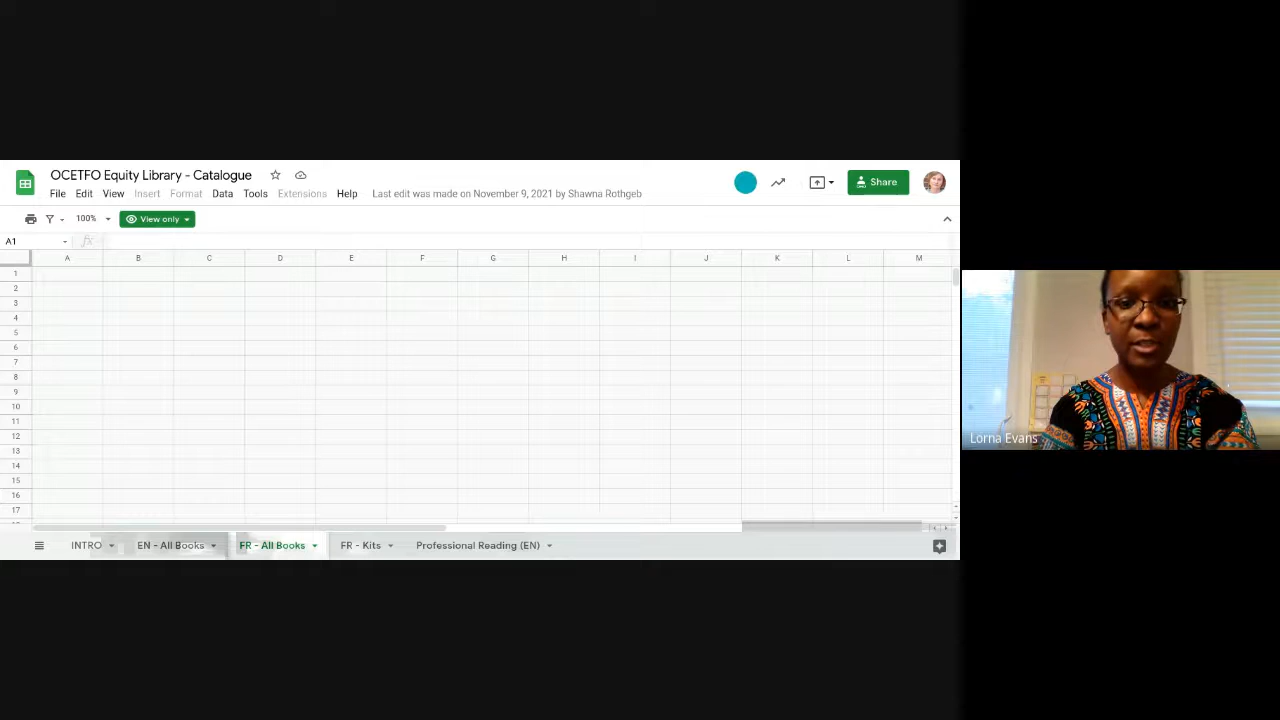 OCETFO Equity Library - Catalogue
File Edit View Insert Format Data Tools Extensions Help Last edit was made on November 9, 2021 by Shawna Rothgeb
Share
100% View only
A1 fx
A B C D E F G H I J K L M
1
2
3
4
5
6
7
8
9
10
11
12
13
14
15
16
17
INTRO EN - All Books FR - All Books FR - Kits Professional Reading (EN)
Lorna Evans